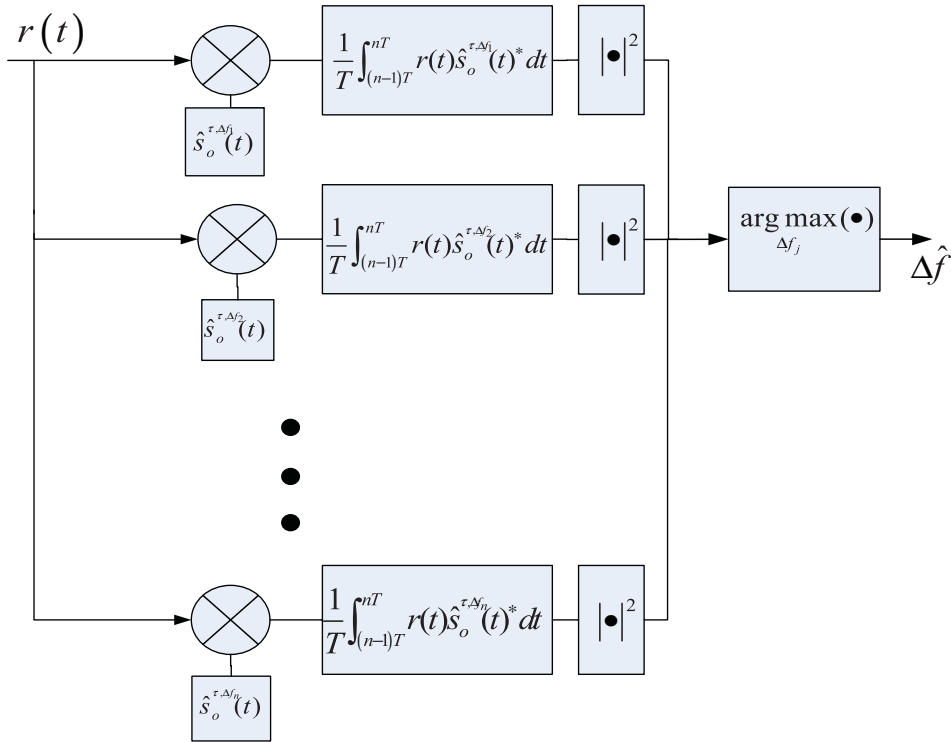 r(t)
1/T ∫_{(n−1)T}^{nT} r(t) ŝ_o^{τ,Δf_1}(t)* dt
|•|²
ŝ_o^{τ,Δf_1}(t)
1/T ∫_{(n−1)T}^{nT} r(t) ŝ_o^{τ,Δf_2}(t)* dt
|•|²
arg max(•)
Δf_j
Δf̂
ŝ_o^{τ,Δf_2}(t)
1/T ∫_{(n−1)T}^{nT} r(t) ŝ_o^{τ,Δf_n}(t)* dt
|•|²
ŝ_o^{τ,Δf_n}(t)